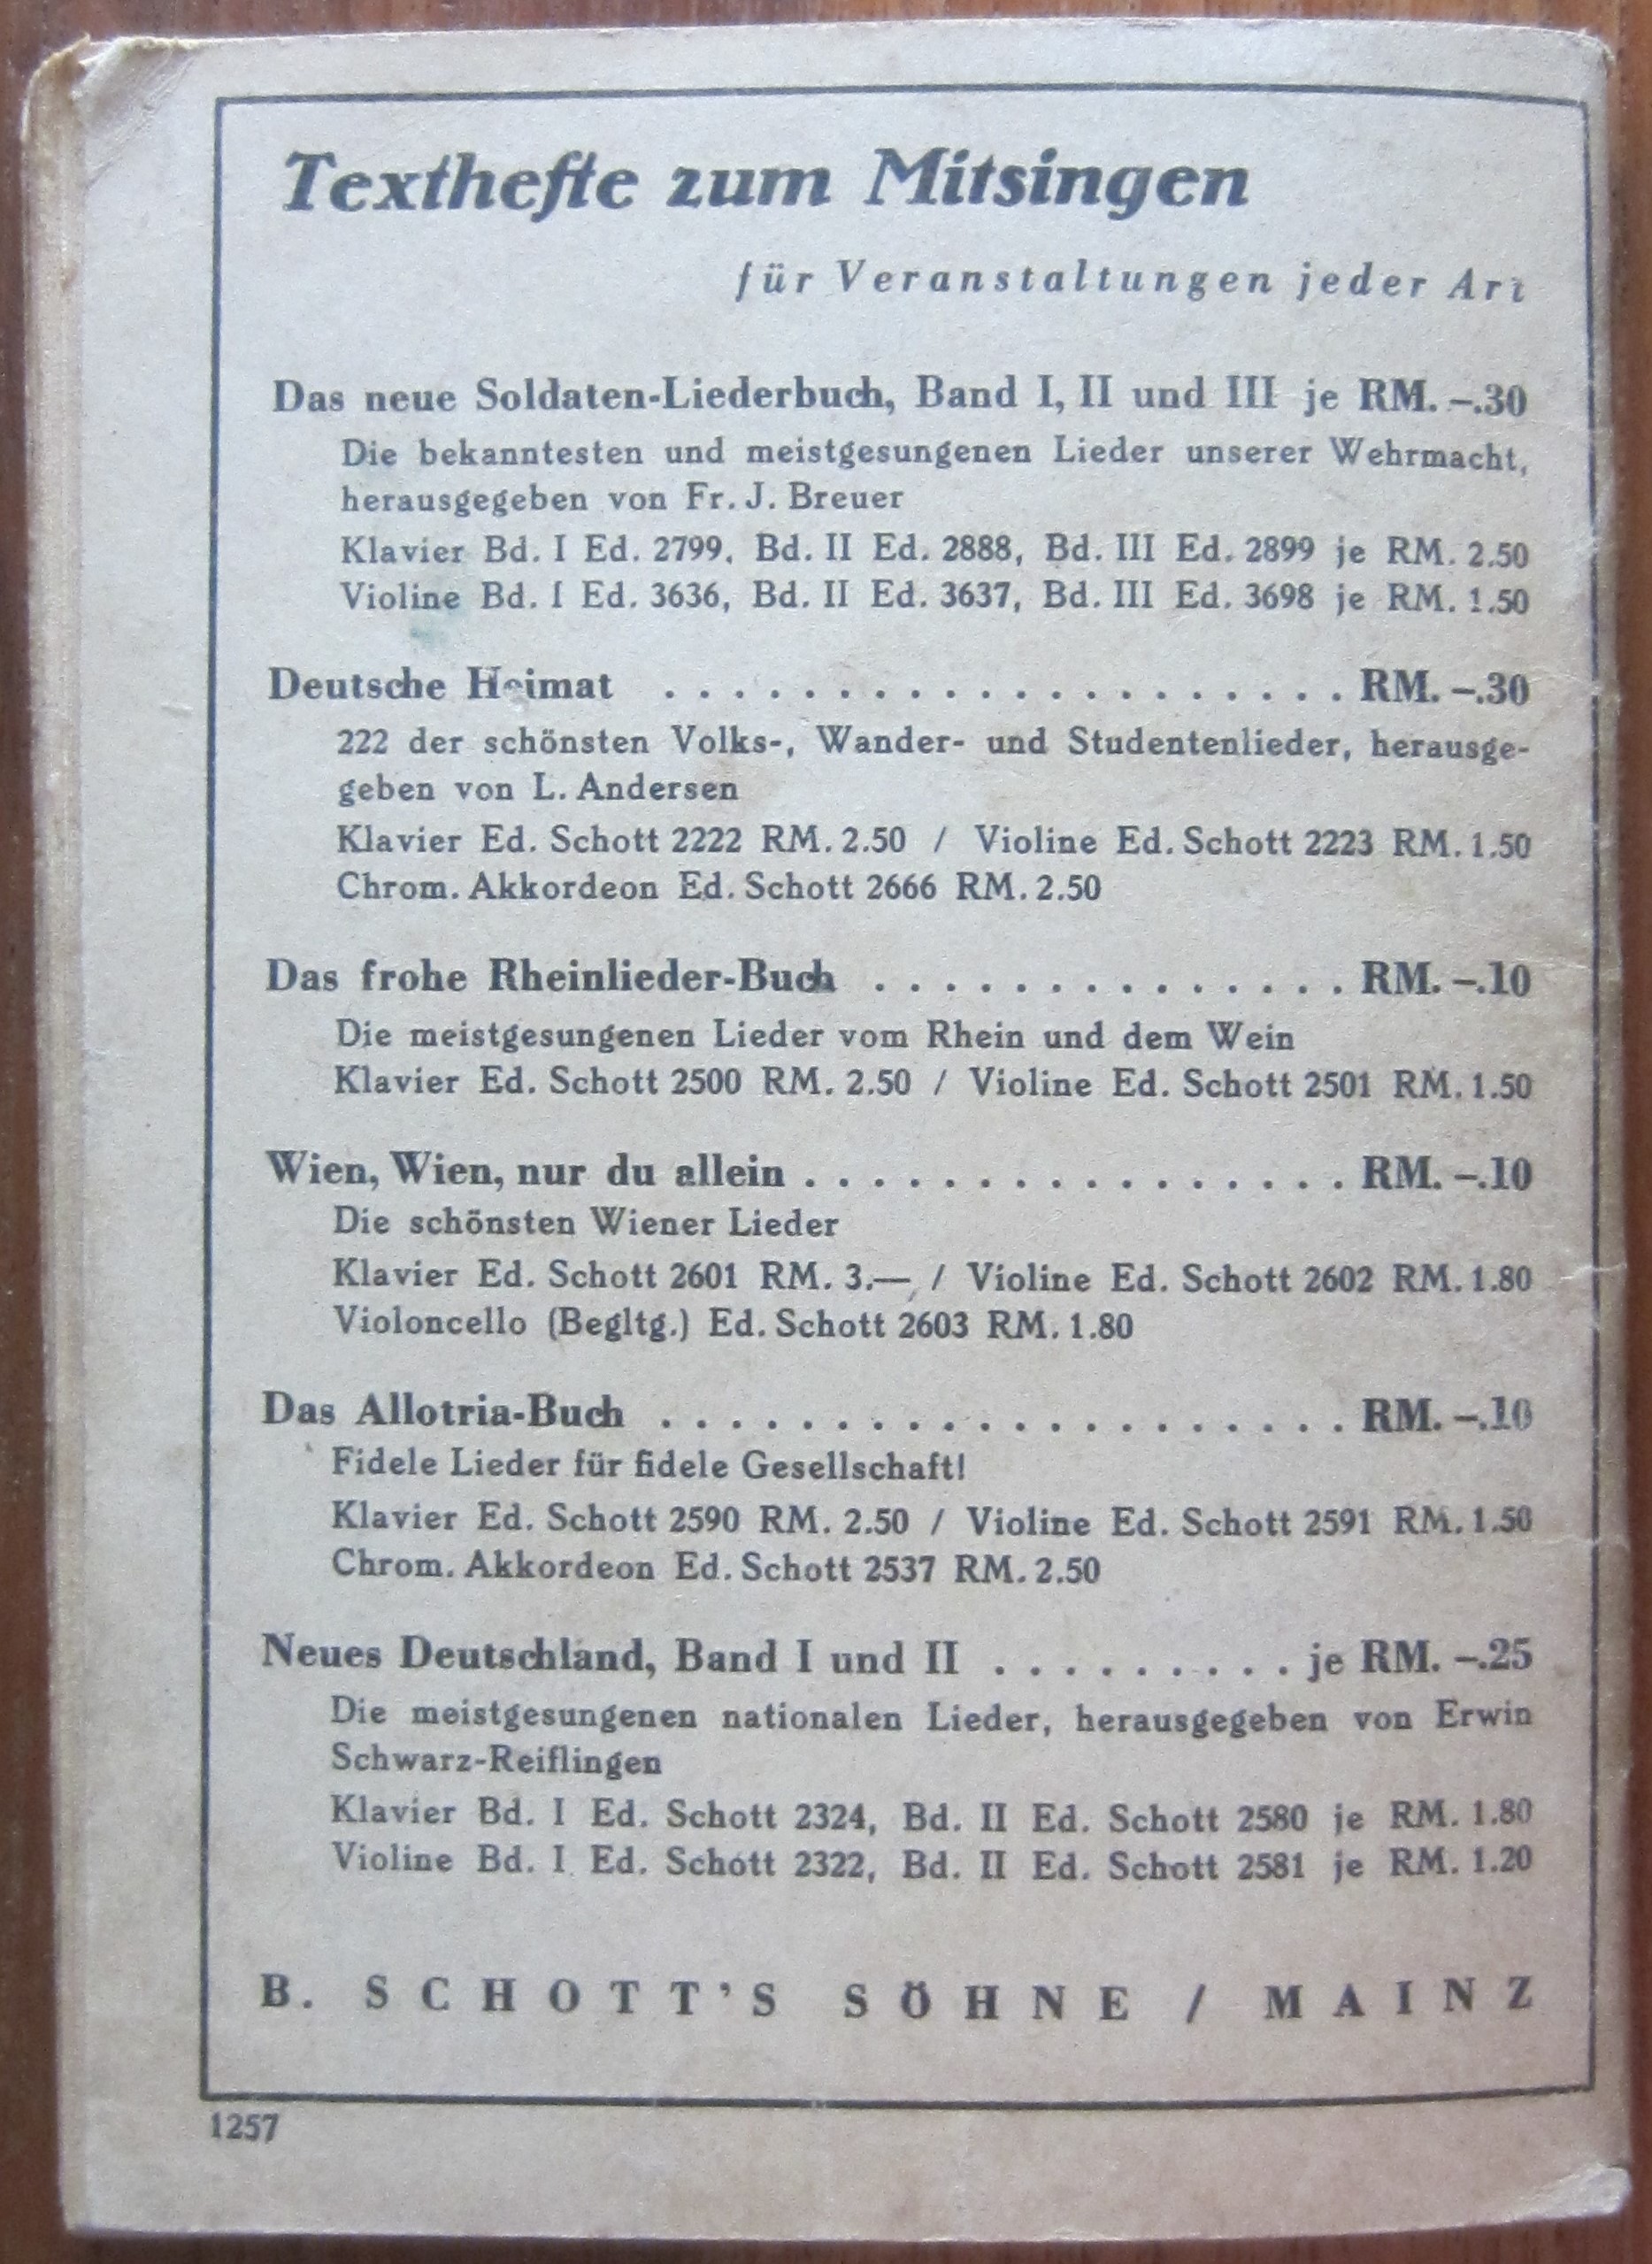 Texthefte zum Mitsingen
für Veranstaltungen jeder Art
Das neue Soldaten-Liederbuch, Band I, II und III je RM. –.30
Die bekanntesten und meistgesungenen Lieder unserer Wehrmacht,
herausgegeben von Fr. J. Breuer
Klavier Bd. I Ed. 2799, Bd. II Ed. 2888, Bd. III Ed. 2899 je RM. 2.50
Violine Bd. I Ed. 3636, Bd. II Ed. 3637, Bd. III Ed. 3698 je RM. 1.50
Deutsche Heimat . . . . . . . . . . . . . . . . . . . . RM. –.30
222 der schönsten Volks-, Wander- und Studentenlieder, herausge-
geben von L. Andersen
Klavier Ed. Schott 2222 RM. 2.50 / Violine Ed. Schott 2223 RM. 1.50
Chrom. Akkordeon Ed. Schott 2666 RM. 2.50
Das frohe Rheinlieder-Buch . . . . . . . . . . . . . . RM. –.10
Die meistgesungenen Lieder vom Rhein und dem Wein
Klavier Ed. Schott 2500 RM. 2.50 / Violine Ed. Schott 2501 RM. 1.50
Wien, Wien, nur du allein . . . . . . . . . . . . . . . . RM. –.10
Die schönsten Wiener Lieder
Klavier Ed. Schott 2601 RM. 3.— / Violine Ed. Schott 2602 RM. 1.80
Violoncello (Begltg.) Ed. Schott 2603 RM. 1.80
Das Allotria-Buch . . . . . . . . . . . . . . . . . . . . RM. –.10
Fidele Lieder für fidele Gesellschaft!
Klavier Ed. Schott 2590 RM. 2.50 / Violine Ed. Schott 2591 RM. 1.50
Chrom. Akkordeon Ed. Schott 2537 RM. 2.50
Neues Deutschland, Band I und II . . . . . . . . . je RM. –.25
Die meistgesungenen nationalen Lieder, herausgegeben von Erwin
Schwarz-Reiflingen
Klavier Bd. I Ed. Schott 2324, Bd. II Ed. Schott 2580 je RM. 1.80
Violine Bd. I Ed. Schott 2322, Bd. II Ed. Schott 2581 je RM. 1.20
B. SCHOTT'S SÖHNE / MAINZ
1257